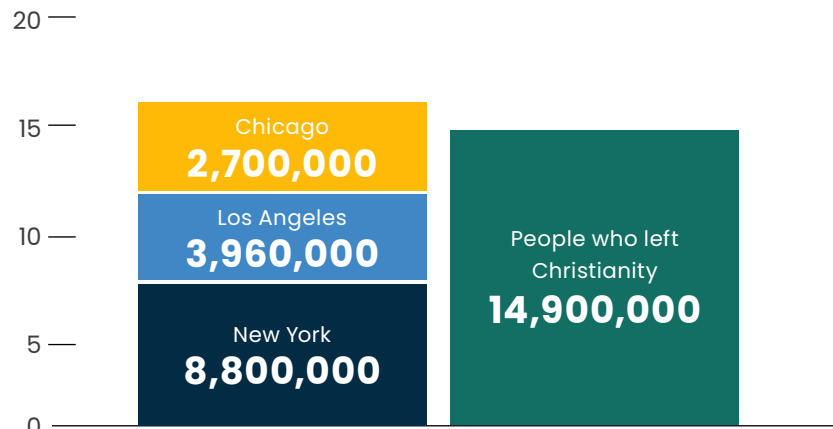 20
15
10
5
0
Chicago
2,700,000
Los Angeles
3,960,000
New York
8,800,000
People who left
Christianity
14,900,000